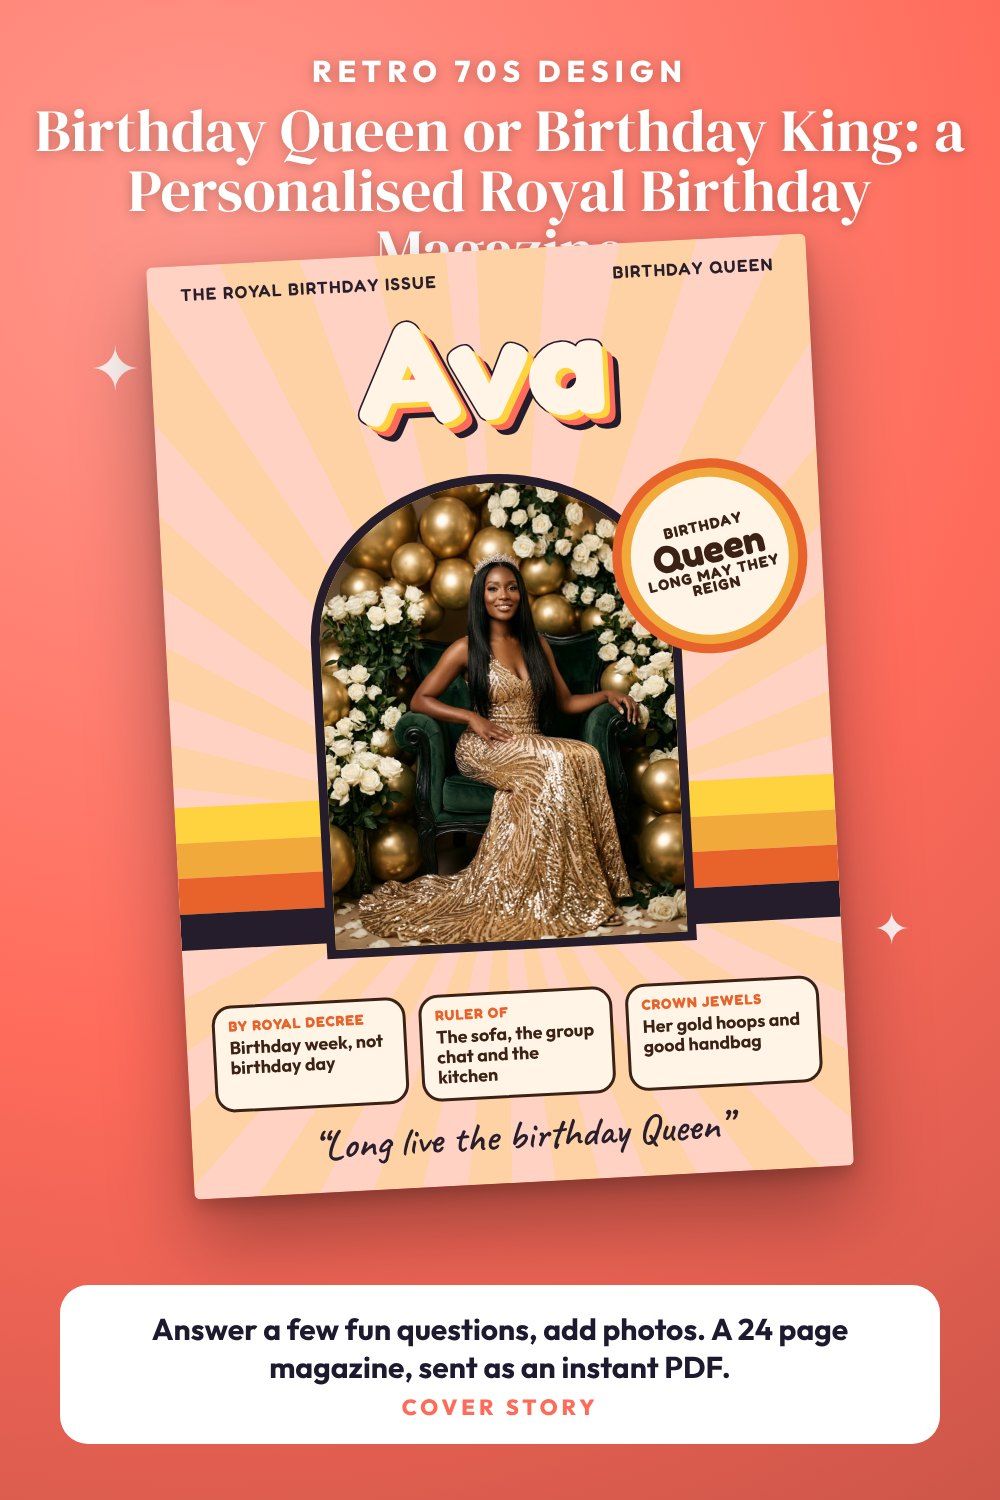 RETRO 70S DESIGN
Birthday Queen or Birthday King: a
Personalised Royal Birthday
Magazine
THE ROYAL BIRTHDAY ISSUE
BIRTHDAY QUEEN
Ava
BIRTHDAY
Queen
LONG MAY THEY
REIGN
BY ROYAL DECREE
Birthday week, not
birthday day
RULER OF
The sofa, the group
chat and the
kitchen
CROWN JEWELS
Her gold hoops and
good handbag
“Long live the birthday Queen”
Answer a few fun questions, add photos. A 24 page
magazine, sent as an instant PDF.
COVER STORY